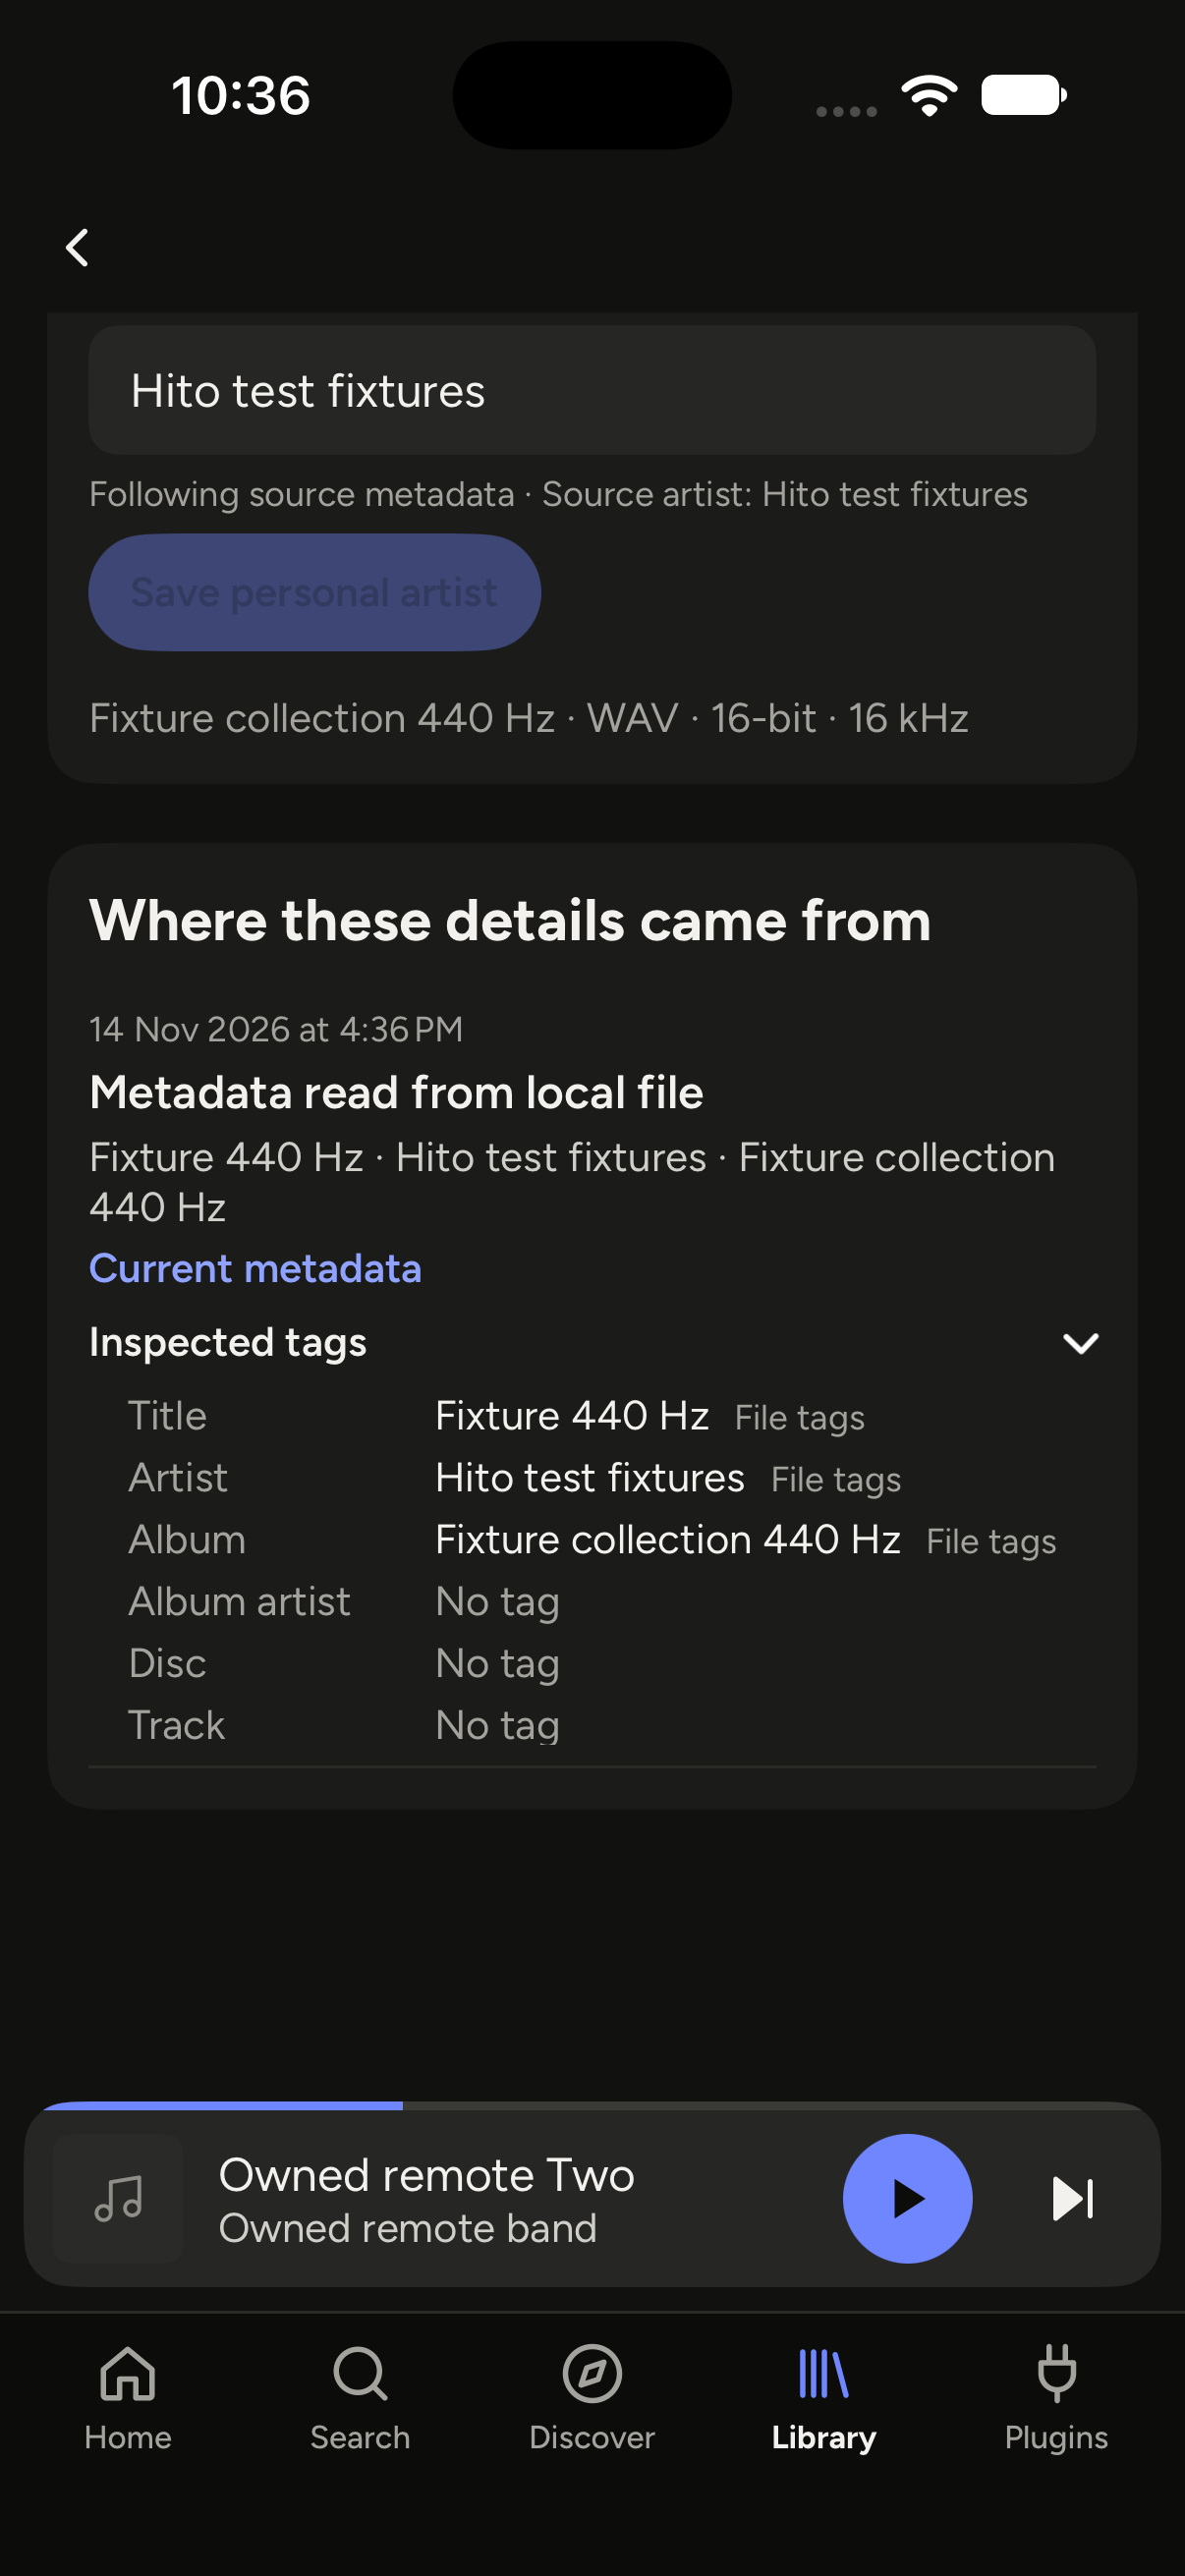 10:36
Hito test fixtures
Following source metadata · Source artist: Hito test fixtures
Save personal artist
Fixture collection 440 Hz · WAV · 16-bit · 16 kHz
Where these details came from
14 Nov 2026 at 4:36 PM
Metadata read from local file
Fixture 440 Hz · Hito test fixtures · Fixture collection
440 Hz
Current metadata
Inspected tags
Title Fixture 440 Hz File tags
Artist Hito test fixtures File tags
Album Fixture collection 440 Hz File tags
Album artist No tag
Disc No tag
Track No tag
Owned remote Two
Owned remote band
Home Search Discover Library Plugins